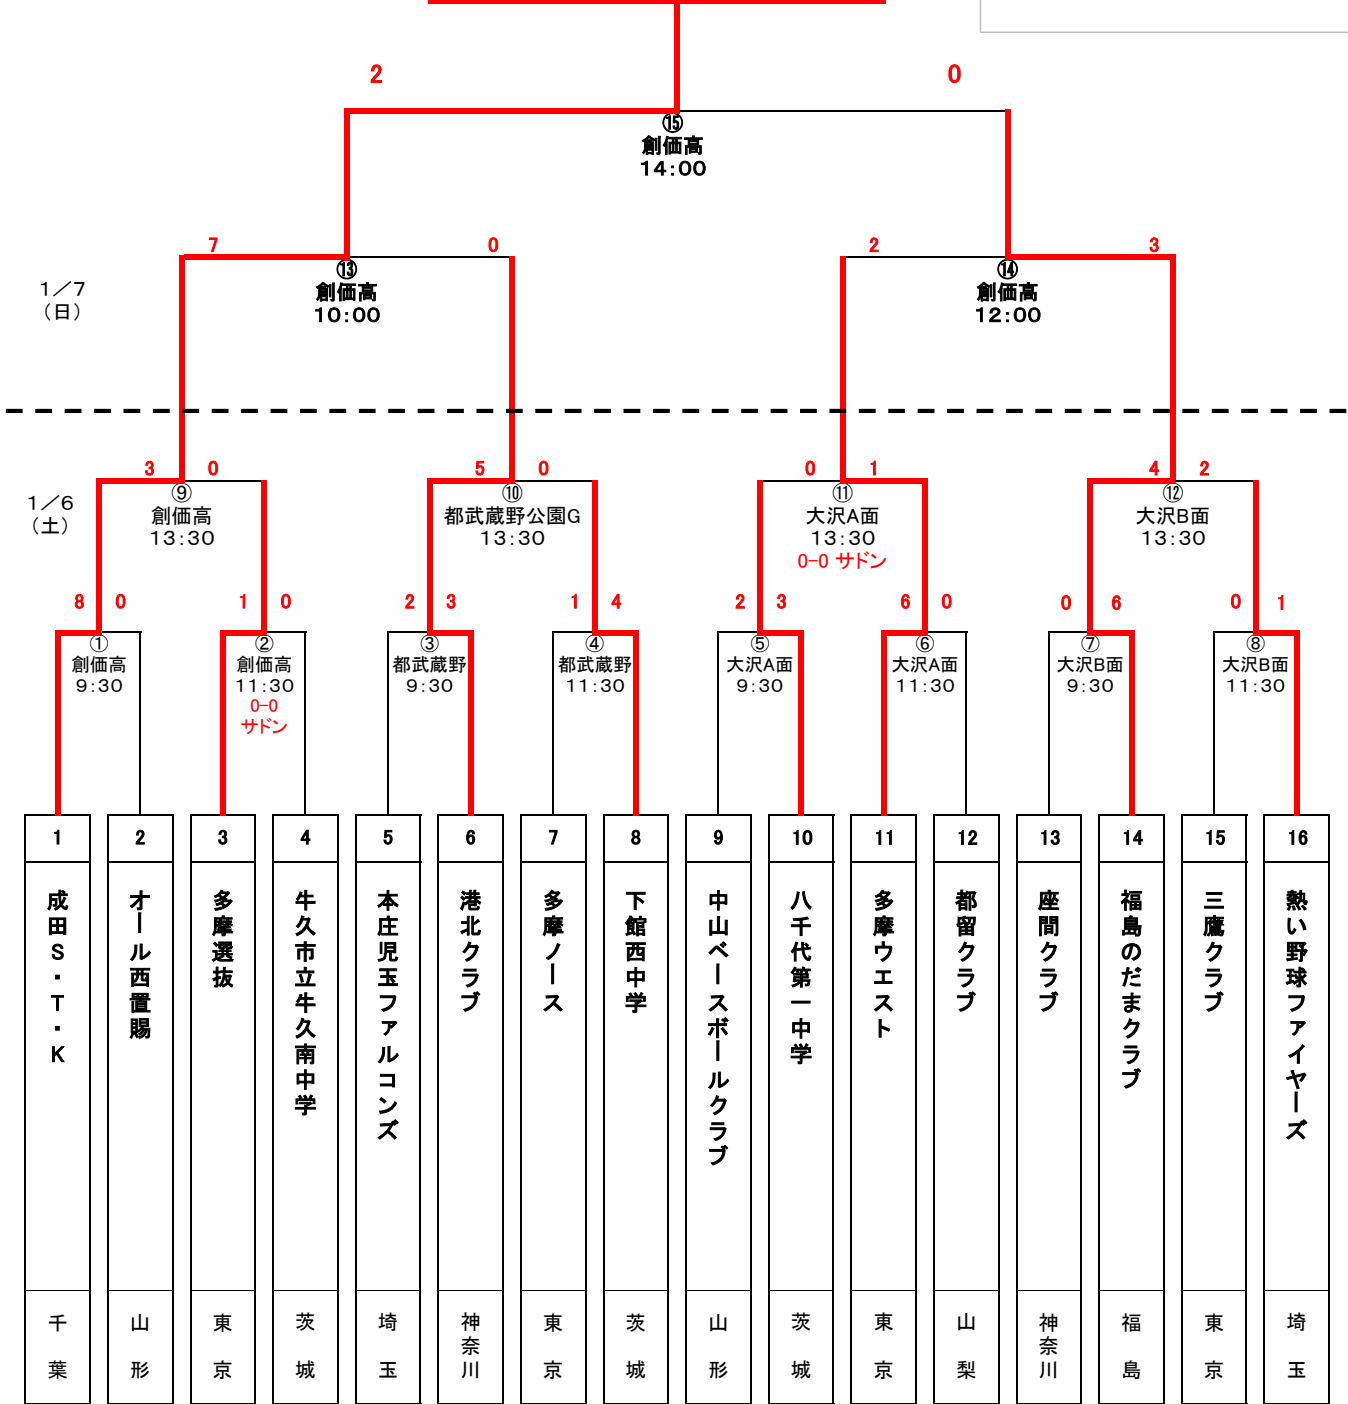 2 0
⑮
創価高
14:00
7 0 2 3
1/7
(日)
⑬
創価高
10:00
⑭
創価高
12:00
3 0 5 0 0 1 4 2
1/6
(土)
⑨
創価高
13:30
⑩
都武蔵野公園G
13:30
⑪
大沢A面
13:30
0-0 サドン
⑫
大沢B面
13:30
8 0 1 0 2 3 1 4 2 3 6 0 0 6 0 1
①
創価高
9:30
②
創価高
11:30
0-0
サドン
③
都武蔵野
9:30
④
都武蔵野
11:30
⑤
大沢A面
9:30
⑥
大沢A面
11:30
⑦
大沢B面
9:30
⑧
大沢B面
11:30
1 2 3 4 5 6 7 8 9 10 11 12 13 14 15 16
成田S・T・K
オール西置賜
多摩選抜
牛久市立牛久南中学
本庄児玉ファルコンズ
港北クラブ
多摩ノース
下館西中学
中山ベースボールクラブ
八千代第一中学
多摩ウエスト
都留クラブ
座間クラブ
福島のだまクラブ
三鷹クラブ
熱い野球ファイヤーズ
千葉
山形
東京
茨城
埼玉
神奈川
東京
茨城
山形
茨城
東京
山梨
神奈川
福島
東京
埼玉